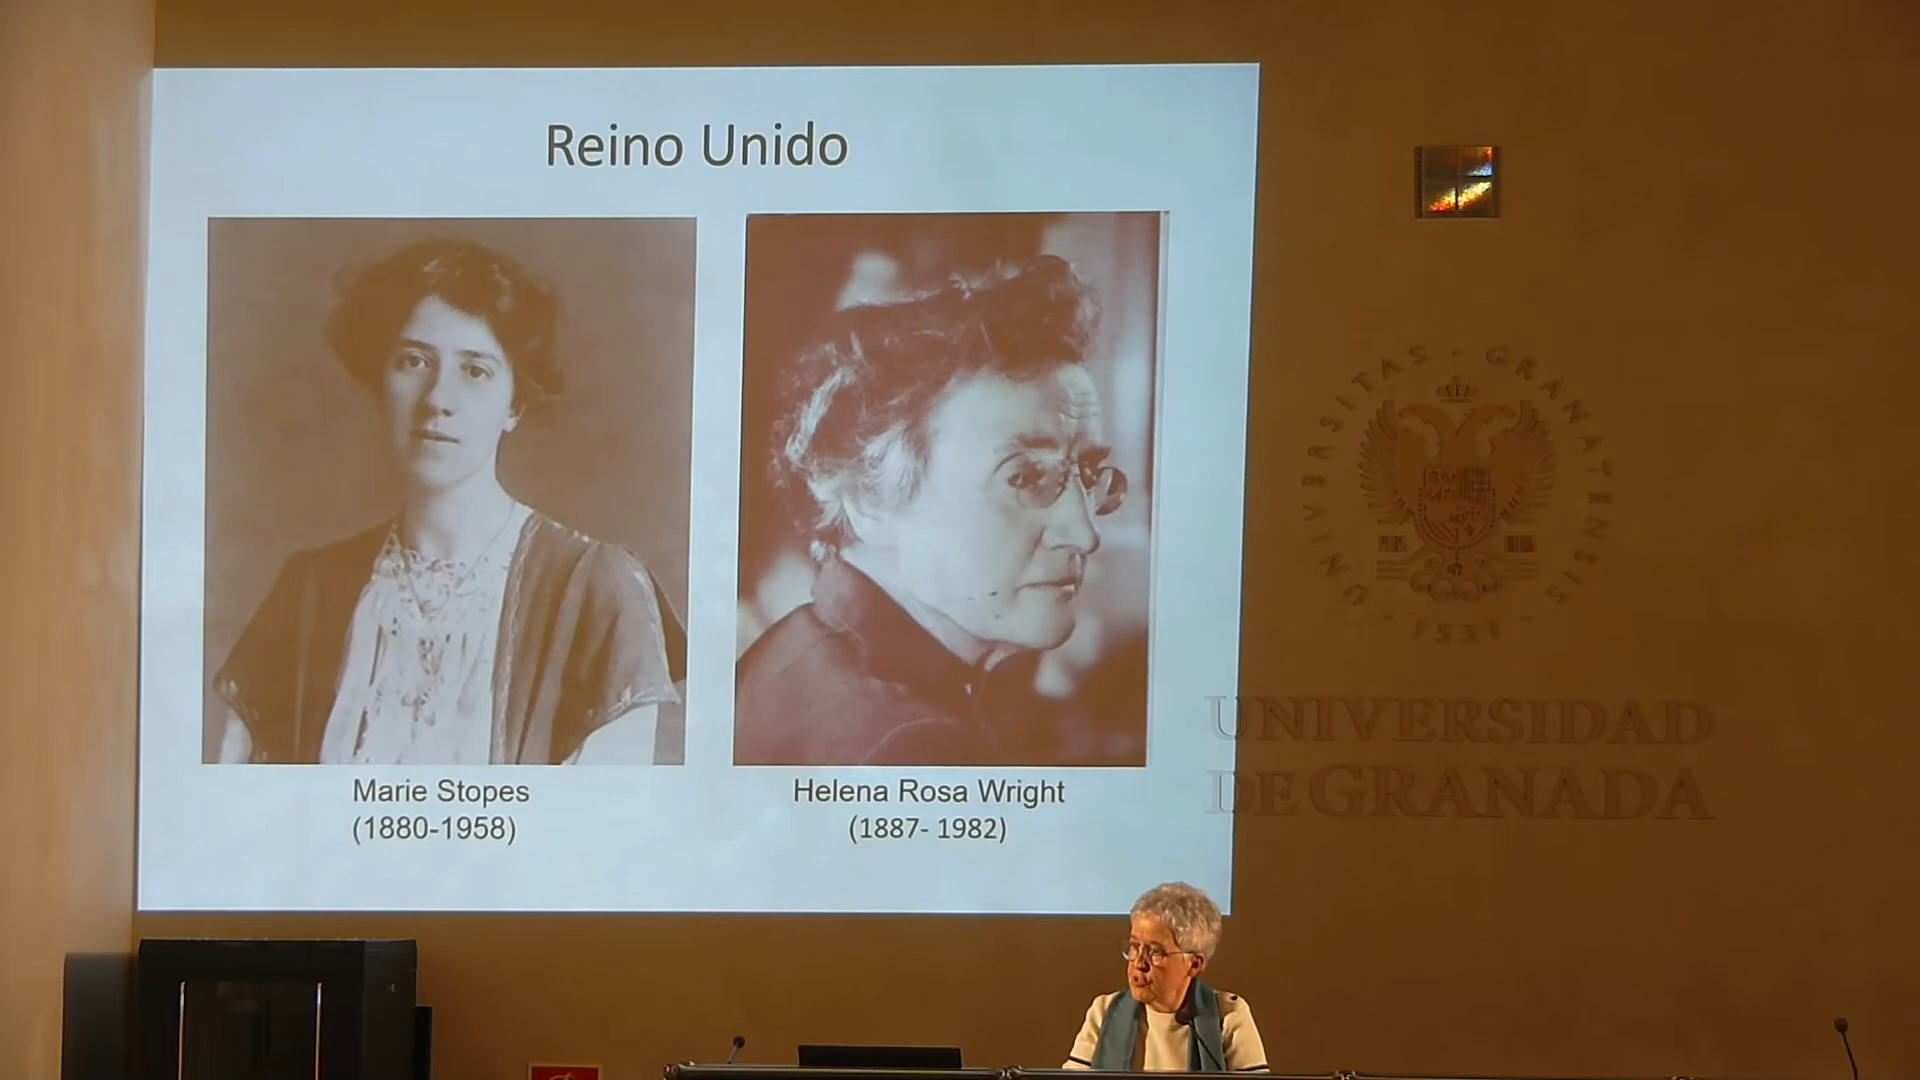 Reino Unido
Marie Stopes
(1880-1958)
Helena Rosa Wright
(1887- 1982)
UNIVERSITAS - GRANATENSIS
- 1531 -
UNIVERSIDAD
DE GRANADA